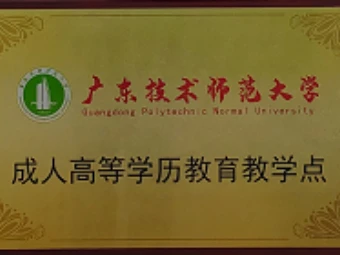 广东技术师范大学
Guangdong Polytechnic Normal University
成人高等学历教育教学点